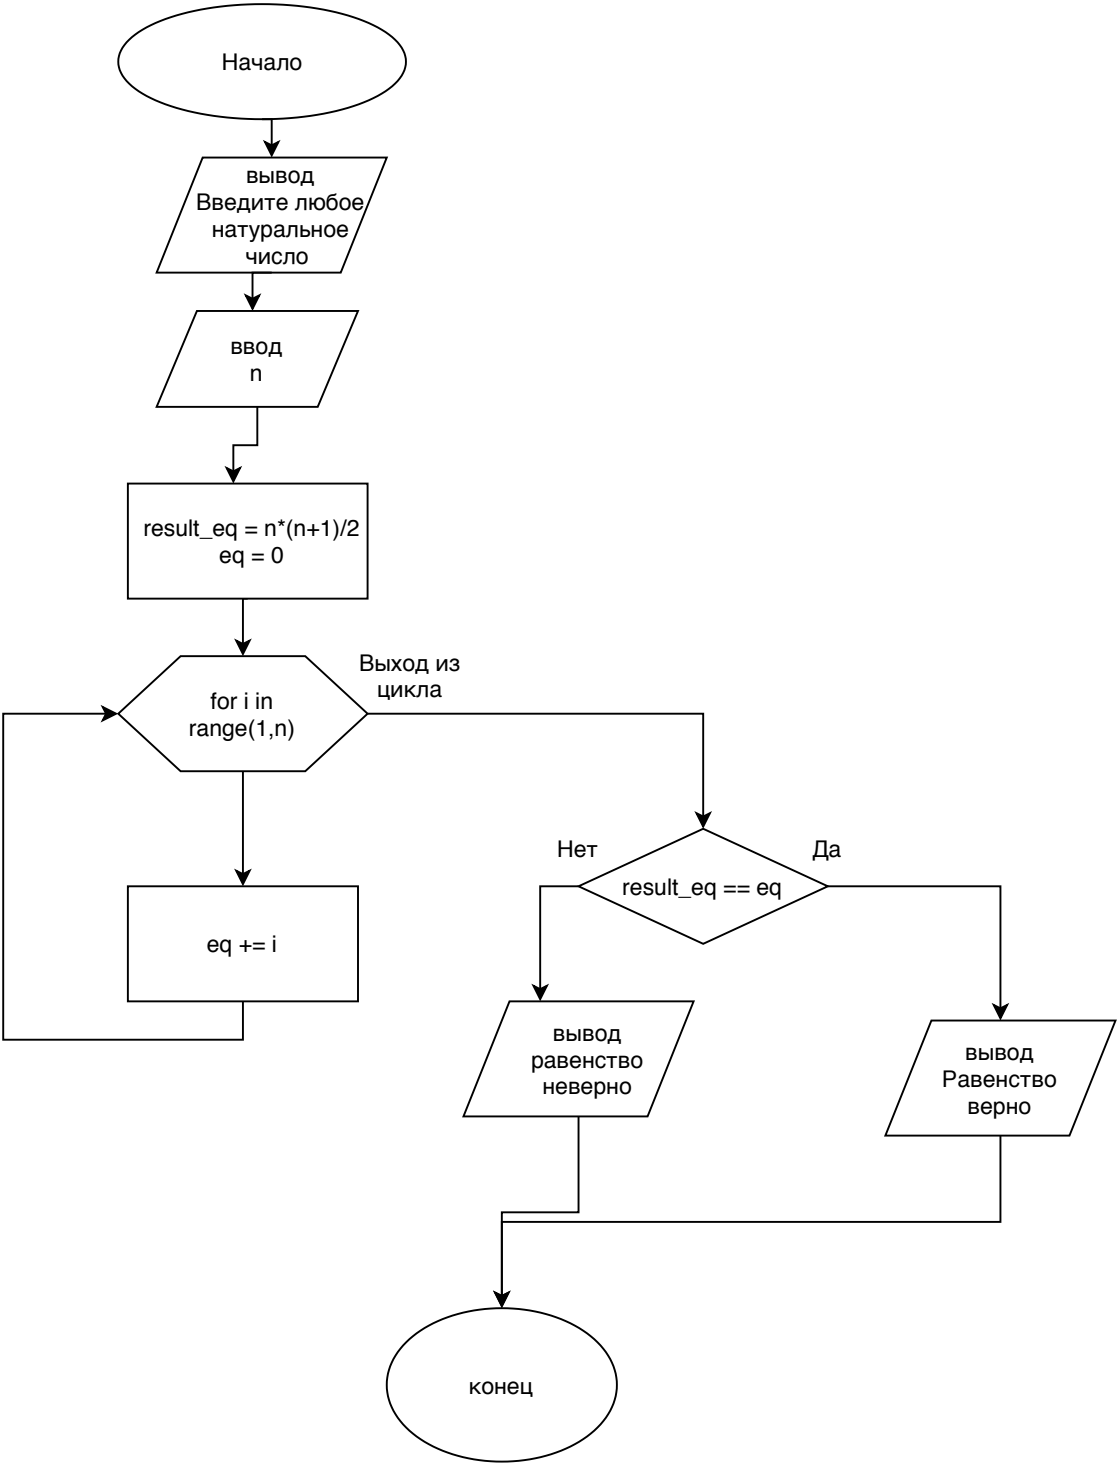 Начало
вывод
Введите любое
натуральное
число
ввод
n
result_eq = n*(n+1)/2
eq = 0
for i in
range(1,n)
Выход из
цикла
eq += i
Нет
Да
result_eq == eq
вывод
равенство
неверно
вывод
Равенство
верно
конец